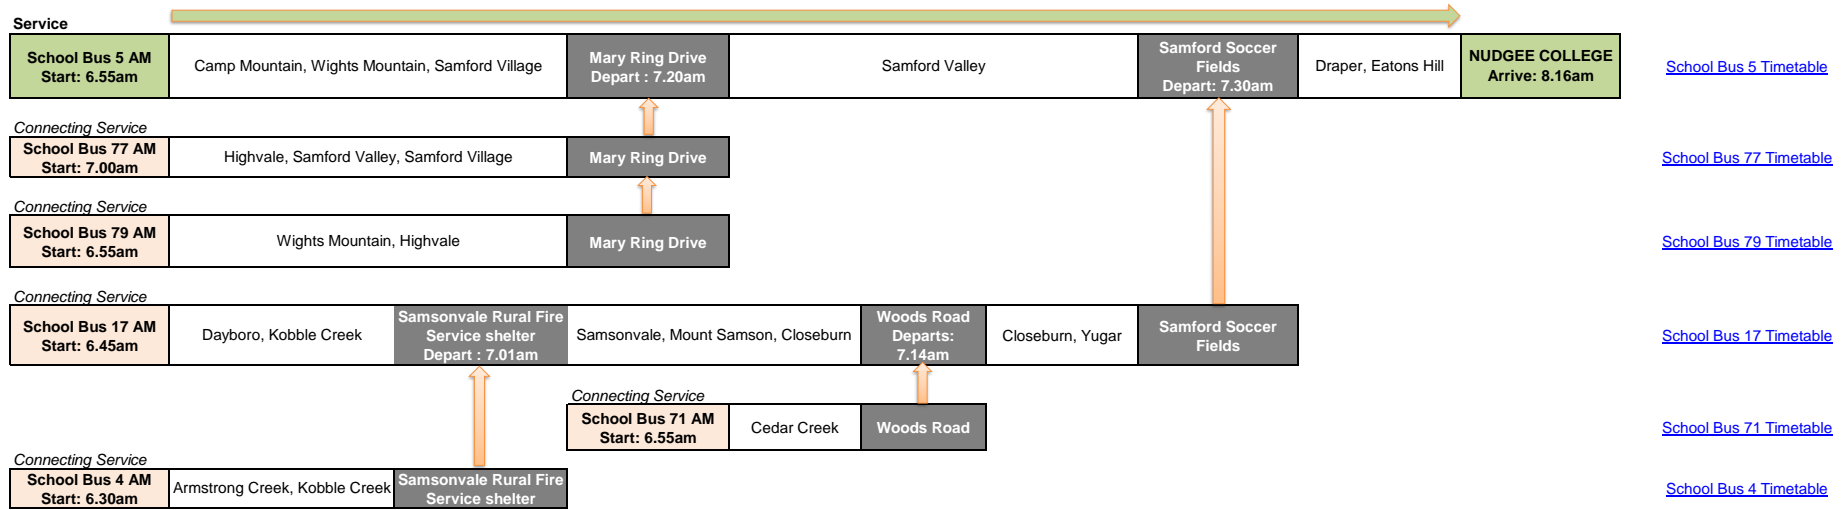 Service
School Bus 5 AM
Start: 6.55am
Camp Mountain, Wights Mountain, Samford Village
Mary Ring Drive
Depart : 7.20am
Samford Valley
Samford Soccer
Fields
Depart: 7.30am
Draper, Eatons Hill
NUDGEE COLLEGE
Arrive: 8.16am
School Bus 5 Timetable
Connecting Service
School Bus 77 AM
Start: 7.00am
Highvale, Samford Valley, Samford Village
Mary Ring Drive
School Bus 77 Timetable
Connecting Service
School Bus 79 AM
Start: 6.55am
Wights Mountain, Highvale
Mary Ring Drive
School Bus 79 Timetable
Connecting Service
School Bus 17 AM
Start: 6.45am
Dayboro, Kobble Creek
Samsonvale Rural Fire
Service shelter
Depart : 7.01am
Samsonvale, Mount Samson, Closeburn
Woods Road
Departs:
7.14am
Closeburn, Yugar
Samford Soccer
Fields
School Bus 17 Timetable
Connecting Service
School Bus 71 AM
Start: 6.55am
Cedar Creek
Woods Road
School Bus 71 Timetable
Connecting Service
School Bus 4 AM
Start: 6.30am
Armstrong Creek, Kobble Creek
Samsonvale Rural Fire
Service shelter
School Bus 4 Timetable